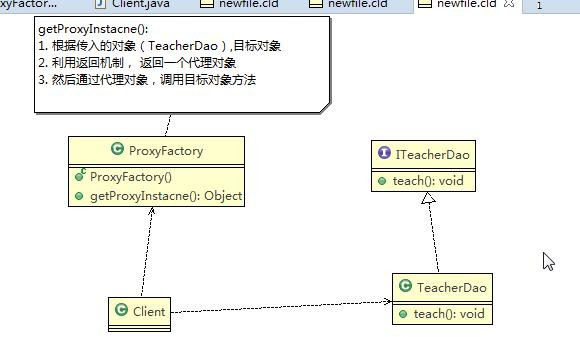 roxyFactor...
Client.java
newfile.cld
newfile.cld
newfile.cld
1
getProxyInstacne():
1. 根据传入的对象（TeacherDao）,目标对象
2. 利用返回机制， 返回一个代理对象
3. 然后通过代理对象，调用目标对象方法
C ProxyFactory
C ProxyFactory()
getProxyInstacne(): Object
I ITeacherDao
teach(): void
C TeacherDao
teach(): void
C Client